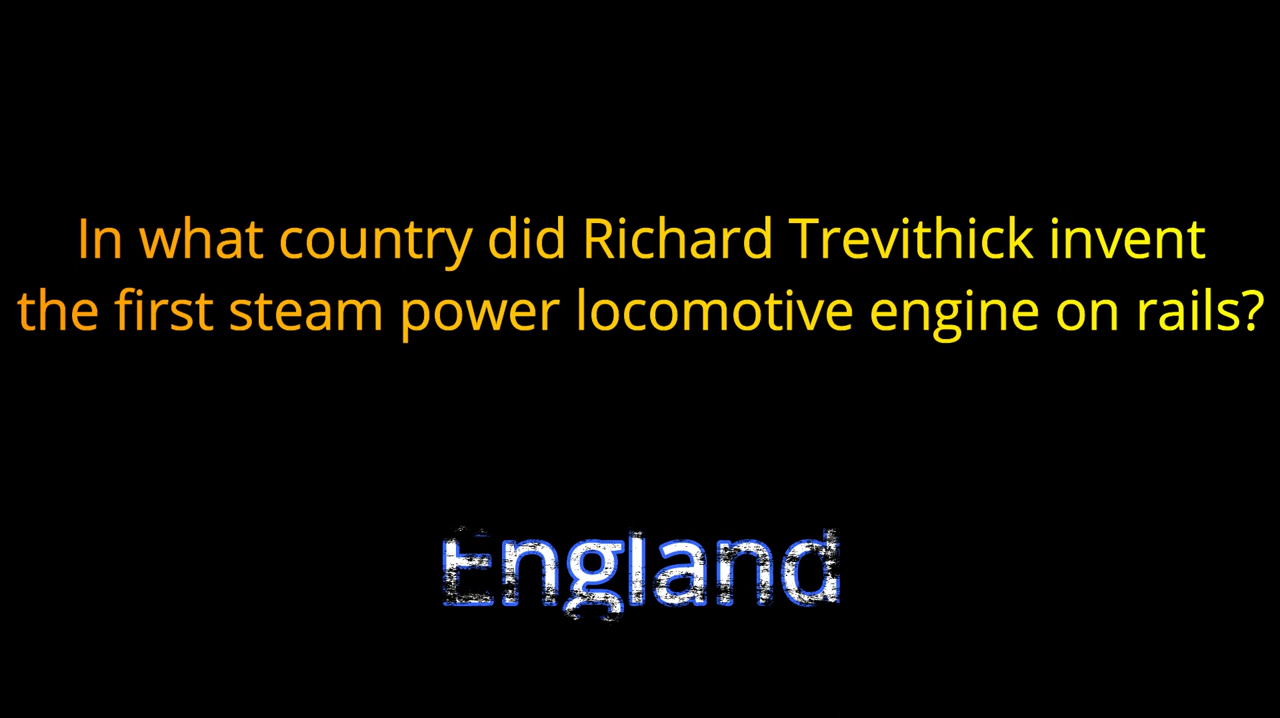 In what country did Richard Trevithick invent
the first steam power locomotive engine on rails?
England